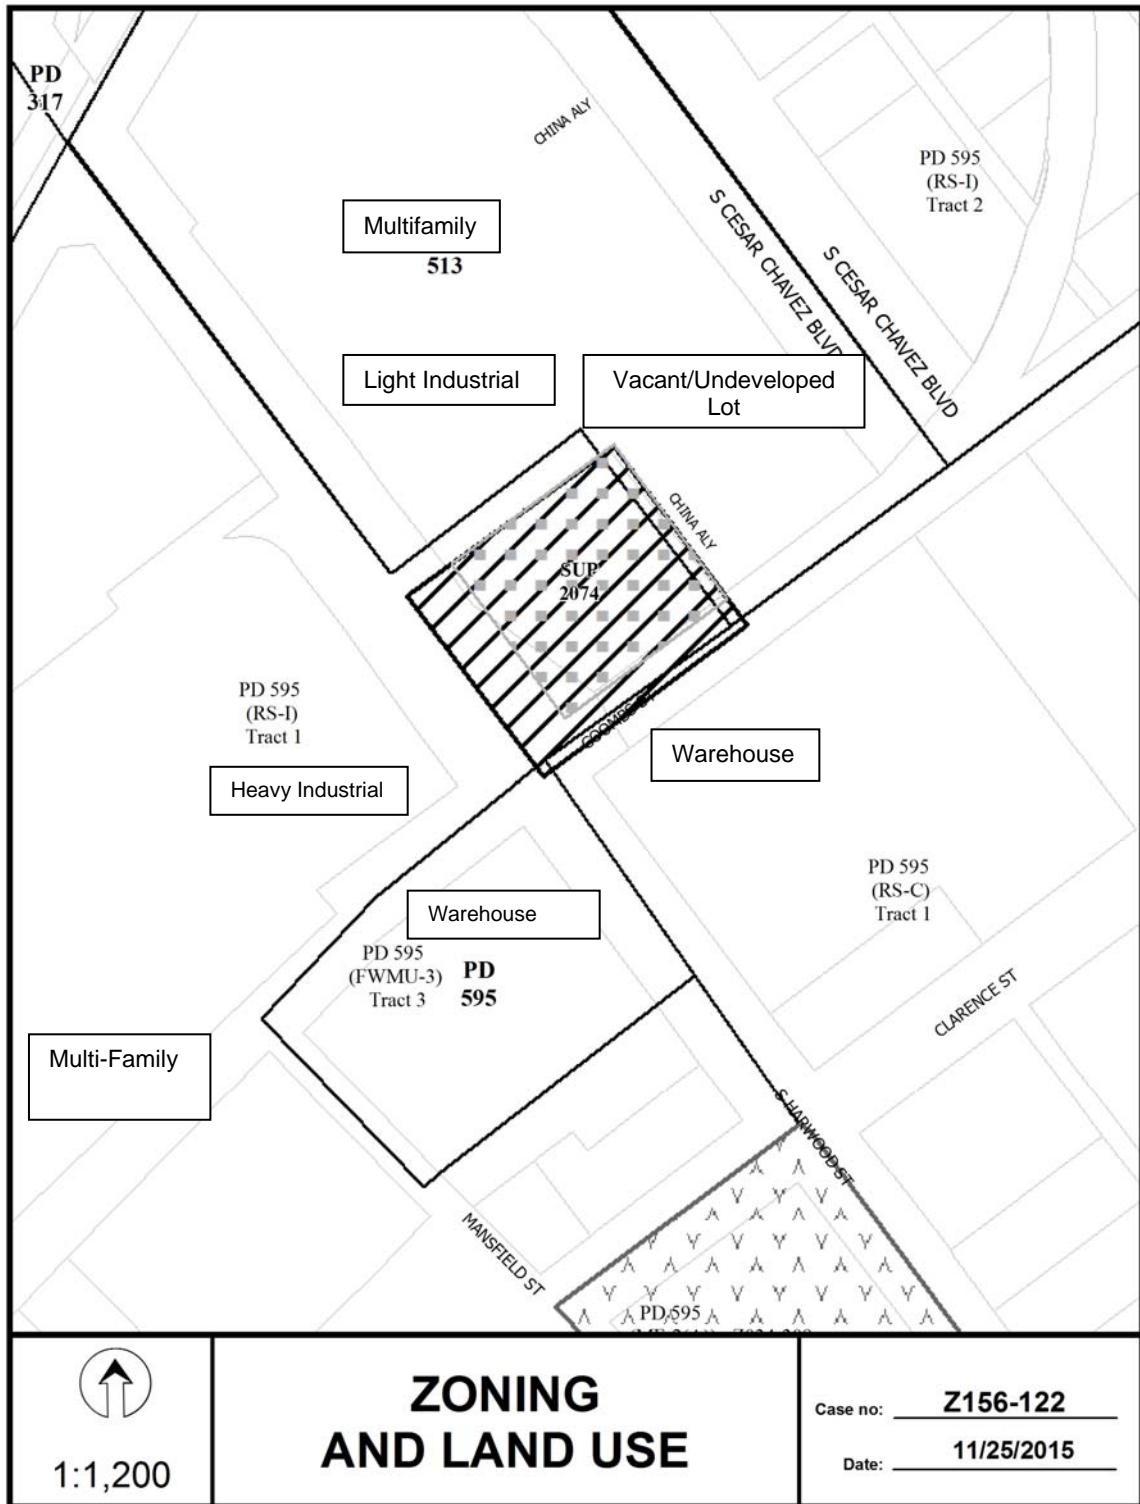 PD
317
CHINA ALY
PD 595
(RS-I)
Tract 2
Multifamily
513
S CESAR CHAVEZ BLVD
S CESAR CHAVEZ BLVD
Light Industrial
Vacant/Undeveloped
Lot
CHINA ALY
SUP
2074
PD 595
(RS-I)
Tract 1
COOMBS ST
Warehouse
Heavy Industrial
PD 595
(RS-C)
Tract 1
Warehouse
PD 595
(FWMU-3)
Tract 3
PD
595
CLARENCE ST
Multi-Family
S HARWOOD ST
MANSFIELD ST
PD 595
ZONING
AND LAND USE
1:1,200
Case no: Z156-122
Date: 11/25/2015